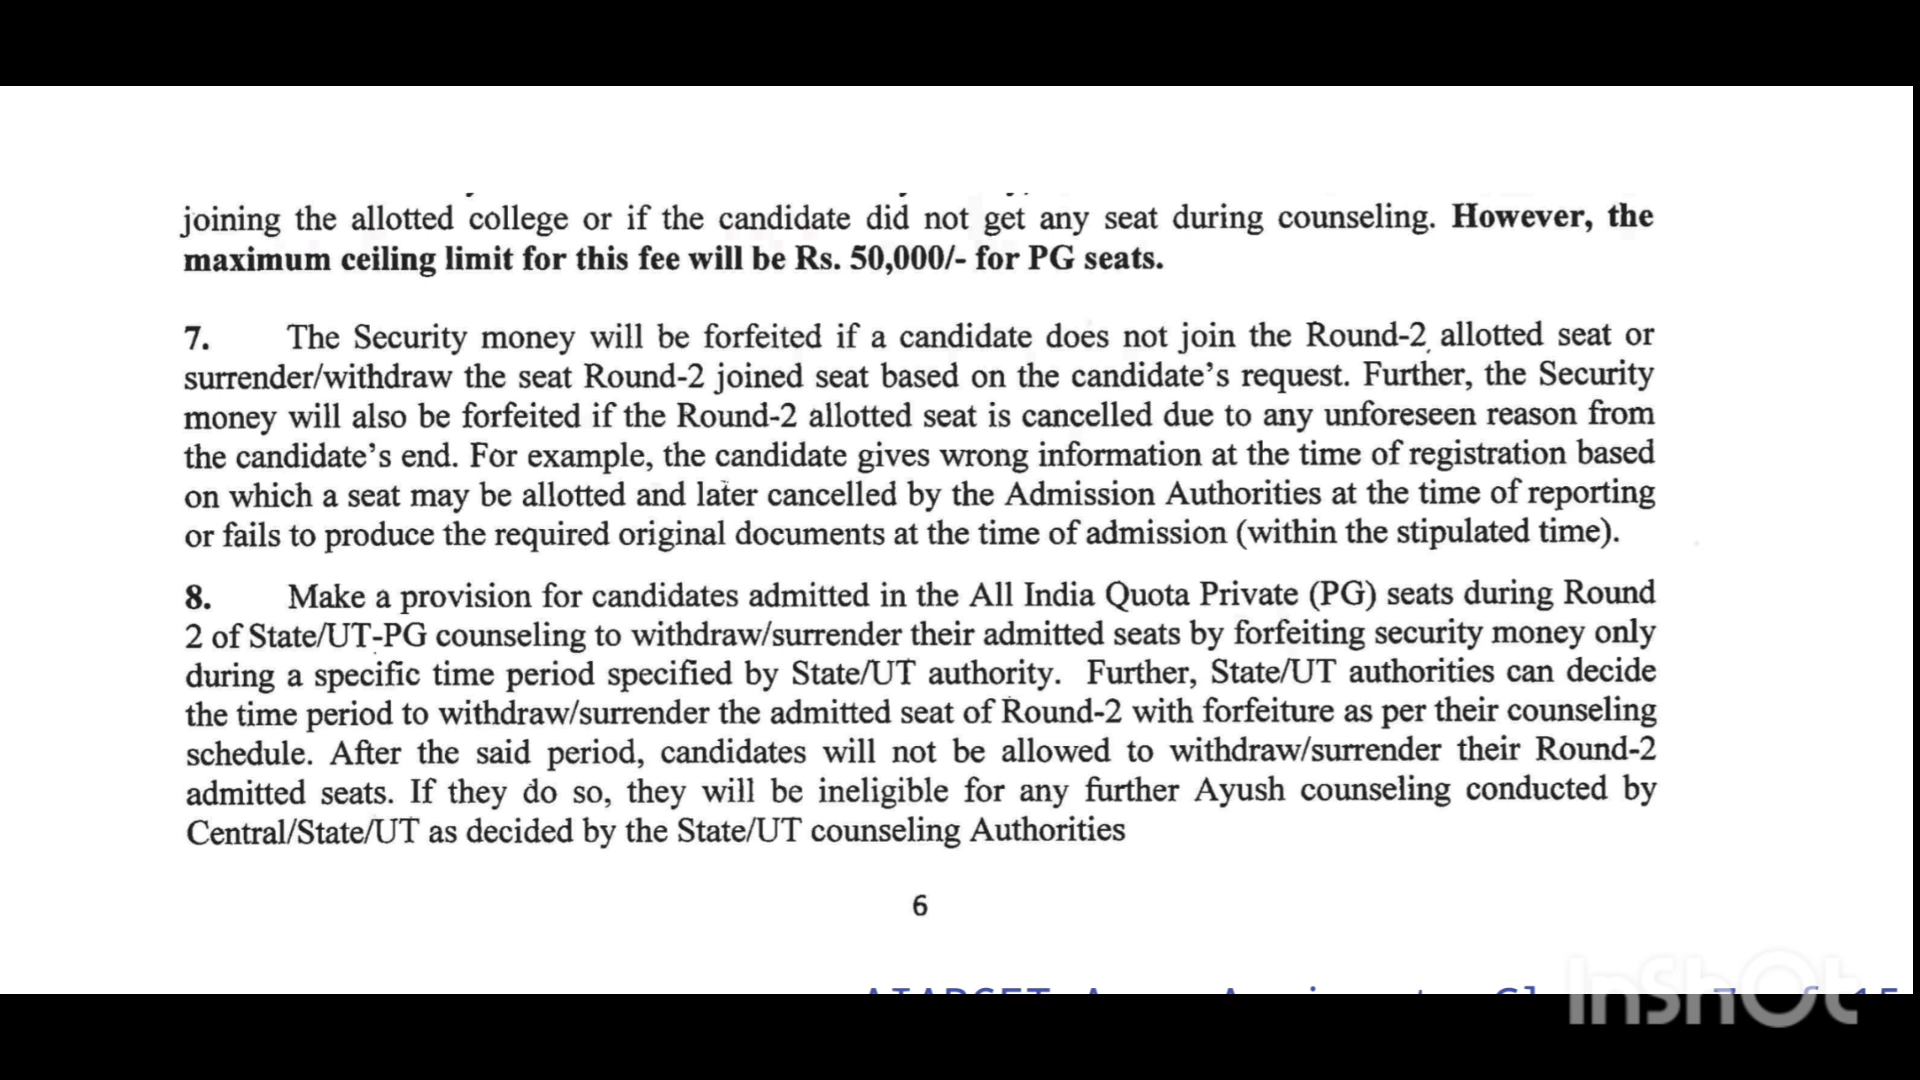 joining the allotted college or if the candidate did not get any seat during counseling. However, the
maximum ceiling limit for this fee will be Rs. 50,000/- for PG seats.
7. The Security money will be forfeited if a candidate does not join the Round-2 allotted seat or
surrender/withdraw the seat Round-2 joined seat based on the candidate's request. Further, the Security
money will also be forfeited if the Round-2 allotted seat is cancelled due to any unforeseen reason from
the candidate's end. For example, the candidate gives wrong information at the time of registration based
on which a seat may be allotted and later cancelled by the Admission Authorities at the time of reporting
or fails to produce the required original documents at the time of admission (within the stipulated time).
8. Make a provision for candidates admitted in the All India Quota Private (PG) seats during Round
2 of State/UT-PG counseling to withdraw/surrender their admitted seats by forfeiting security money only
during a specific time period specified by State/UT authority. Further, State/UT authorities can decide
the time period to withdraw/surrender the admitted seat of Round-2 with forfeiture as per their counseling
schedule. After the said period, candidates will not be allowed to withdraw/surrender their Round-2
admitted seats. If they do so, they will be ineligible for any further Ayush counseling conducted by
Central/State/UT as decided by the State/UT counseling Authorities
6
InShOt